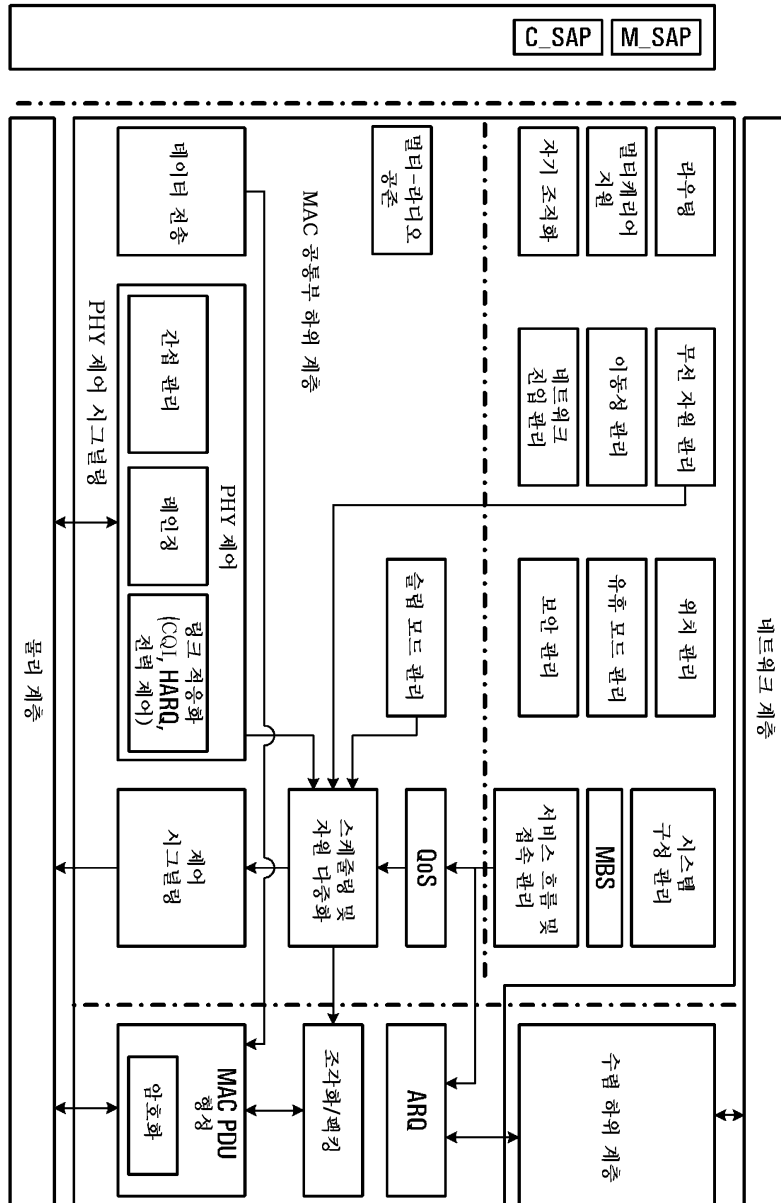 C_SAP
M_SAP
네트워크 계층
라우팅
멀티캐리어
지원
자기 조직화
무선 자원 관리
이동성 관리
네트워크
진입 관리
위치 관리
유휴 모드 관리
보안 관리
시스템
구성 관리
MBS
서비스 흐름 및
접속 관리
수렴 하위 계층
멀티-라디오
공존
MAC 공통부 하위 계층
슬립 모드 관리
QoS
ARQ
스케줄링 및
자원 다중화
조각화/팩킹
데이터 전송
PHY 제어
간섭 관리
레인징
링크 적응화
(CQI, HARQ,
전력 제어)
제어
시그널링
MAC PDU
형성
암호화
PHY 제어 시그널링
물리 계층